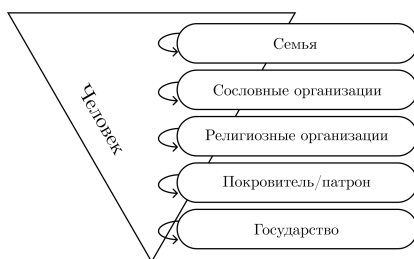 Человек
Семья
Сословные организации
Религиозные организации
Покровитель/патрон
Государство